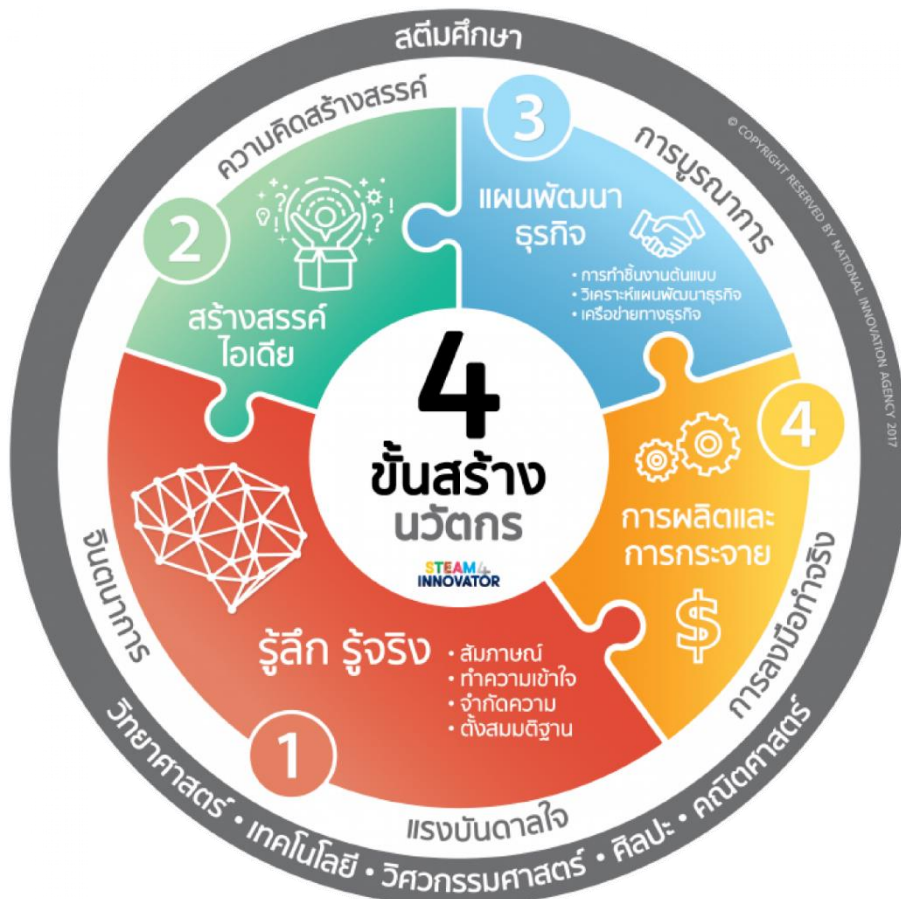 สตีมศึกษา
ความคิดสร้างสรรค์
การบูรณาการ
© COPYRIGHT RESERVED BY NATIONAL INNOVATION AGENCY 2017
3
แผนพัฒนา
ธุรกิจ
• การทำชิ้นงานต้นแบบ
• วิเคราะห์แผนพัฒนาธุรกิจ
• เครือข่ายทางธุรกิจ
2
สร้างสรรค์
ไอเดีย
4
ขั้นสร้าง
นวัตกร
STEAM4
INNOVATOR
4
การผลิตและ
การกระจาย
$
รู้ลึก รู้จริง
• สัมภาษณ์
• ทำความเข้าใจ
• จำกัดความ
• ตั้งสมมติฐาน
1
จินตนาการ
แรงบันดาลใจ
การลงมือทำจริง
วิทยาศาสตร์ • เทคโนโลยี • วิศวกรรมศาสตร์ • ศิลปะ • คณิตศาสตร์